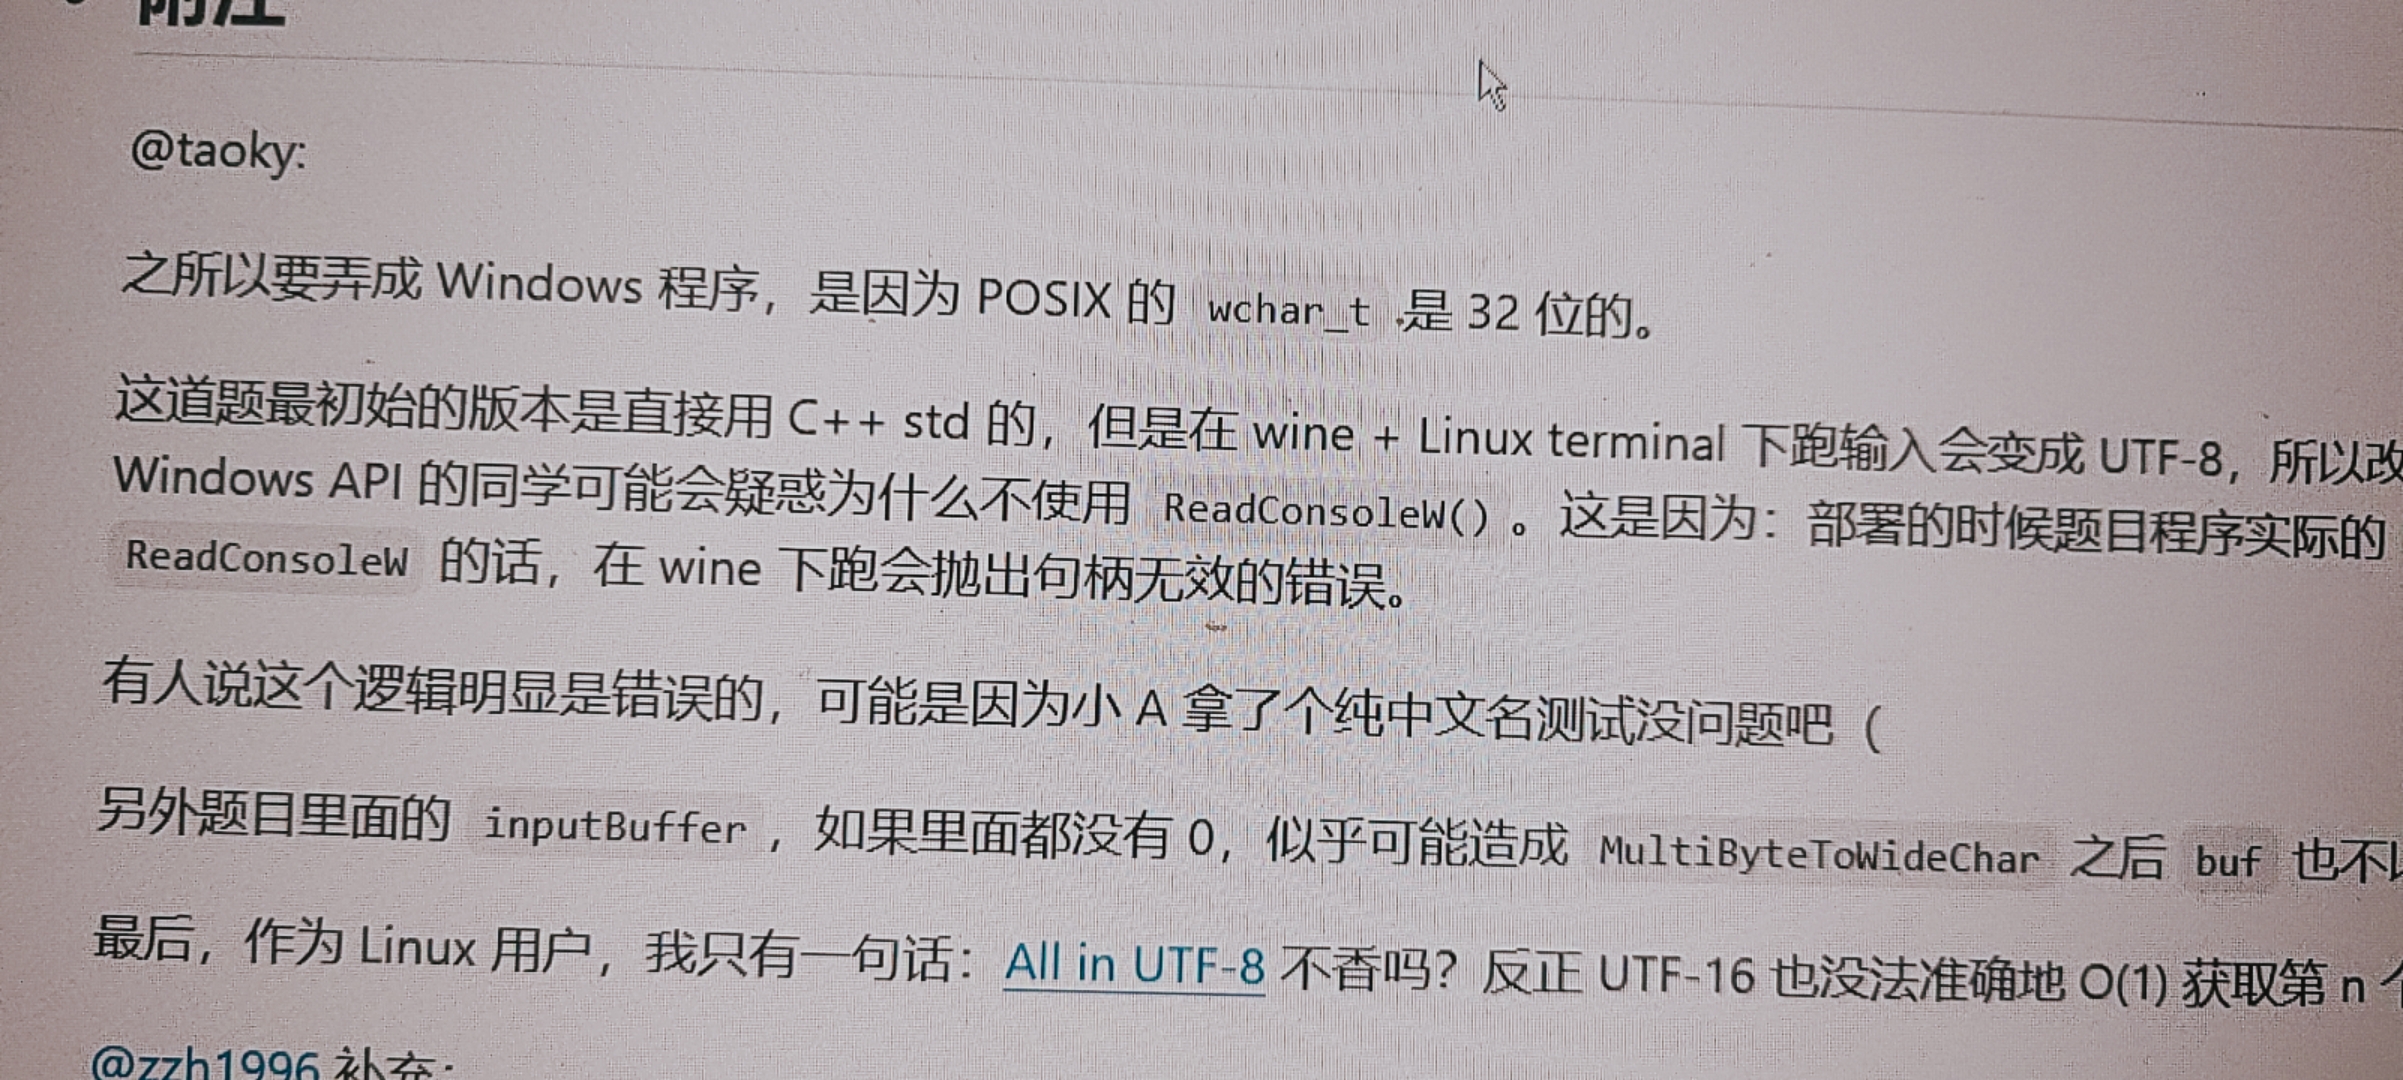 附注
@taoky:
之所以要弄成 Windows 程序，是因为 POSIX 的 wchar_t 是 32 位的。
这道题最初始的版本是直接用 C++ std 的，但是在 wine + Linux terminal 下跑输入会变成 UTF-8，所以改
Windows API 的同学可能会疑惑为什么不使用 ReadConsoleW() 。这是因为：部署的时候题目程序实际的
ReadConsoleW 的话，在 wine 下跑会抛出句柄无效的错误。
有人说这个逻辑明显是错误的，可能是因为小 A 拿了个纯中文名测试没问题吧（
另外题目里面的 inputBuffer ，如果里面都没有 0，似乎可能造成 MultiByteToWideChar 之后 buf 也不
最后，作为 Linux 用户，我只有一句话：All in UTF-8 不香吗？反正 UTF-16 也没法准确地 O(1) 获取第 n 个
@zzh1996 补充：